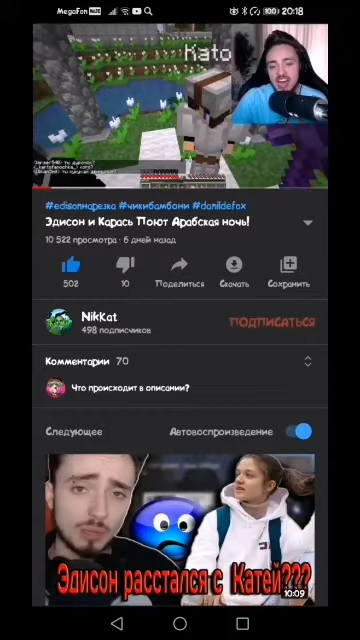 MegaFon
100
20:18
Kato
#edisonнарезка #чикибамбони #danildefox
Эдисон и Карась Поют Арабская ночь!
10 522 просмотра · 6 дней назад
502
10
Поделиться
Скачать
Сохранить
NikKat
498 подписчиков
ПОДПИСАТЬСЯ
Комментарии 70
Что происходит в описании?
Следующее
Автовоспроизведение
Эдисон расстался с Катей???
10:09